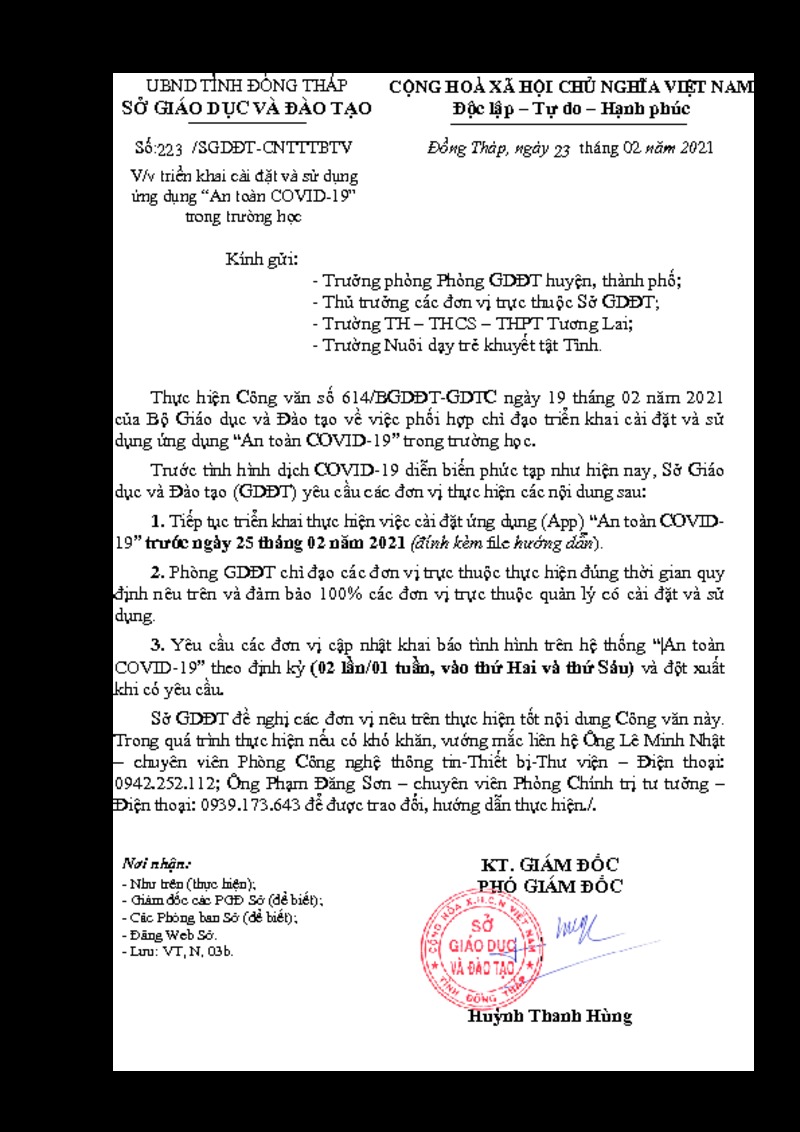 UBND TỈNH ĐỒNG THÁP
SỞ GIÁO DỤC VÀ ĐÀO TẠO
CỘNG HOÀ XÃ HỘI CHỦ NGHĨA VIỆT NAM
Độc lập – Tự do – Hạnh phúc
Số:223 /SGDĐT-CNTTTBTV
Đồng Tháp, ngày 23 tháng 02 năm 2021
V/v triển khai cài đặt và sử dụng
ứng dụng “An toàn COVID-19”
trong trường học
Kính gửi:
- Trưởng phòng Phòng GDĐT huyện, thành phố;
- Thủ trưởng các đơn vị trực thuộc Sở GDĐT;
- Trường TH – THCS – THPT Tương Lai;
- Trường Nuôi dạy trẻ khuyết tật Tỉnh.
Thực hiện Công văn số 614/BGDĐT-GDTC ngày 19 tháng 02 năm 2021
của Bộ Giáo dục và Đào tạo về việc phối hợp chỉ đạo triển khai cài đặt và sử
dụng ứng dụng “An toàn COVID-19” trong trường học.
Trước tình hình dịch COVID-19 diễn biến phức tạp như hiện nay, Sở Giáo
dục và Đào tạo (GDĐT) yêu cầu các đơn vị thực hiện các nội dung sau:
1. Tiếp tục triển khai thực hiện việc cài đặt ứng dụng (App) “An toàn COVID-
19” trước ngày 25 tháng 02 năm 2021 (đính kèm file hướng dẫn).
2. Phòng GDĐT chỉ đạo các đơn vị trực thuộc thực hiện đúng thời gian quy
định nêu trên và đảm bảo 100% các đơn vị trực thuộc quản lý có cài đặt và sử
dụng.
3. Yêu cầu các đơn vị cập nhật khai báo tình hình trên hệ thống “An toàn
COVID-19” theo định kỳ (02 lần/01 tuần, vào thứ Hai và thứ Sáu) và đột xuất
khi có yêu cầu.
Sở GDĐT đề nghị các đơn vị nêu trên thực hiện tốt nội dung Công văn này.
Trong quá trình thực hiện nếu có khó khăn, vướng mắc liên hệ Ông Lê Minh Nhật
– chuyên viên Phòng Công nghệ thông tin-Thiết bị-Thư viện – Điện thoại:
0942.252.112; Ông Phạm Đăng Sơn – chuyên viên Phòng Chính trị tư tưởng –
Điện thoại: 0939.173.643 để được trao đổi, hướng dẫn thực hiện./.
Nơi nhận:
- Như trên (thực hiện);
- Giám đốc các PGĐ Sở (để biết);
- Các Phòng ban Sở (để biết);
- Đăng Web Sở.
- Lưu: VT, N, 03b.
KT. GIÁM ĐỐC
PHÓ GIÁM ĐỐC
CỘNG HÒA X.H.C.N VIỆT NAM
SỞ
GIÁO DỤC
VÀ ĐÀO TẠO
TỈNH ĐỒNG THÁP
Huỳnh Thanh Hùng